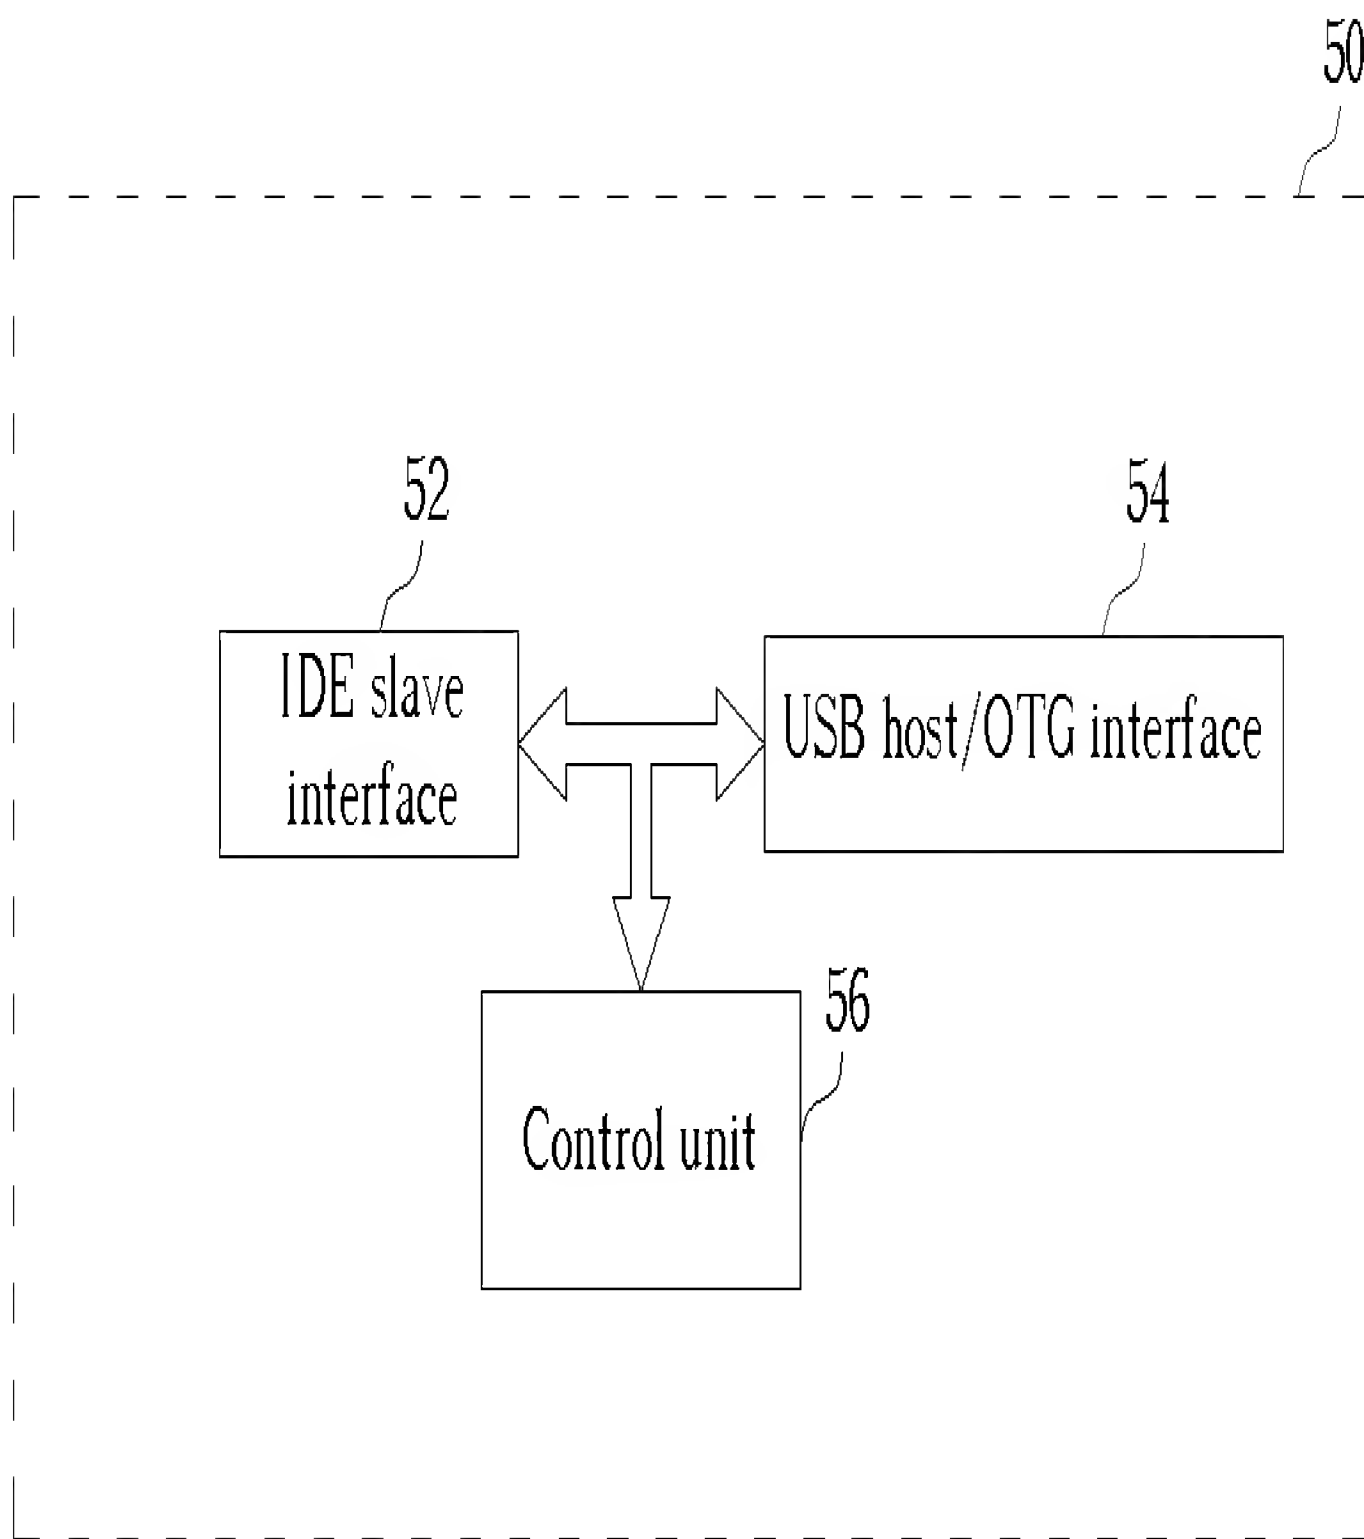 50
52
54
IDE slave
interface
USB host/OTG interface
56
Control unit